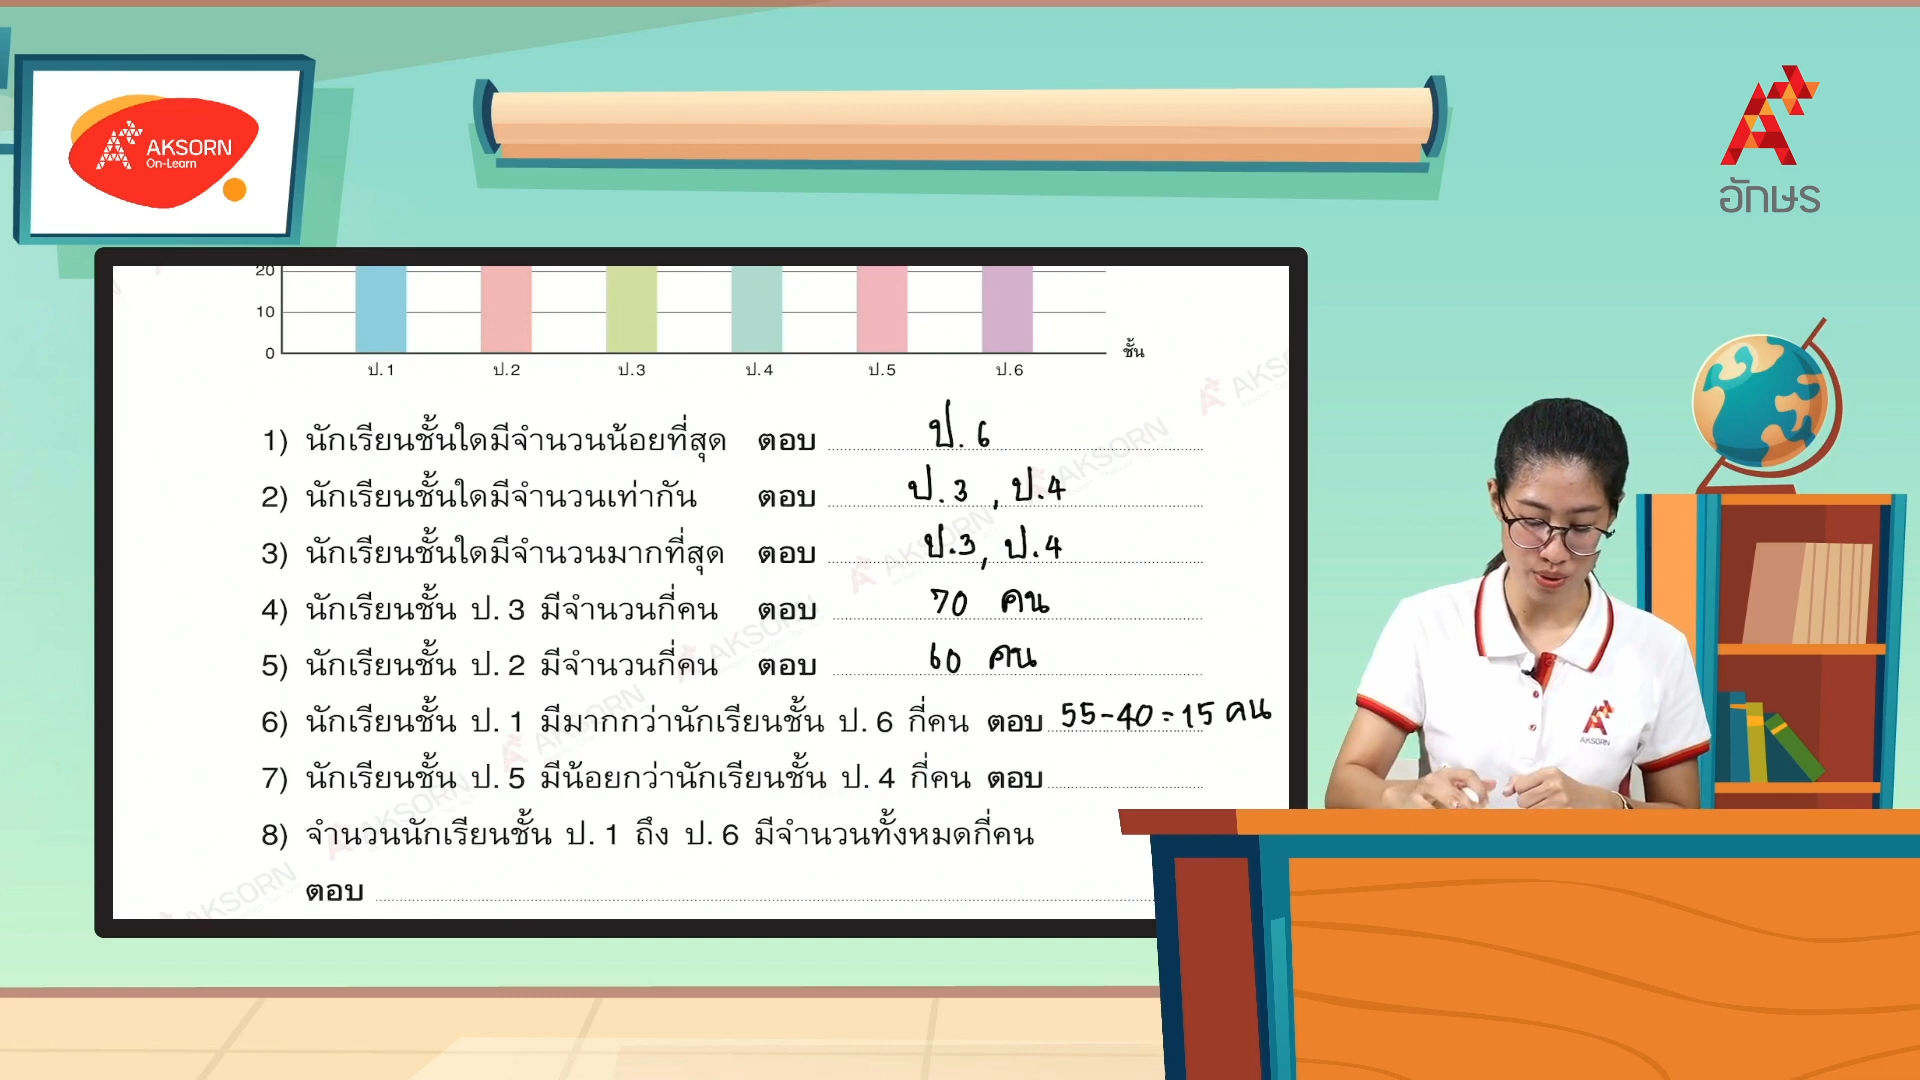 AKSORN
On-Learn
อักษร
20
10
0
ป.1 ป.2 ป.3 ป.4 ป.5 ป.6 ชั้น
1) นักเรียนชั้นใดมีจำนวนน้อยที่สุด ตอบ ป.6
2) นักเรียนชั้นใดมีจำนวนเท่ากัน ตอบ ป.3 , ป.4
3) นักเรียนชั้นใดมีจำนวนมากที่สุด ตอบ ป.3, ป.4
4) นักเรียนชั้น ป.3 มีจำนวนกี่คน ตอบ 70 คน
5) นักเรียนชั้น ป.2 มีจำนวนกี่คน ตอบ 60 คน
6) นักเรียนชั้น ป.1 มีมากกว่านักเรียนชั้น ป.6 กี่คน ตอบ 55-40=15 คน
7) นักเรียนชั้น ป.5 มีน้อยกว่านักเรียนชั้น ป.4 กี่คน ตอบ
8) จำนวนนักเรียนชั้น ป.1 ถึง ป.6 มีจำนวนทั้งหมดกี่คน
ตอบ
AKSORN